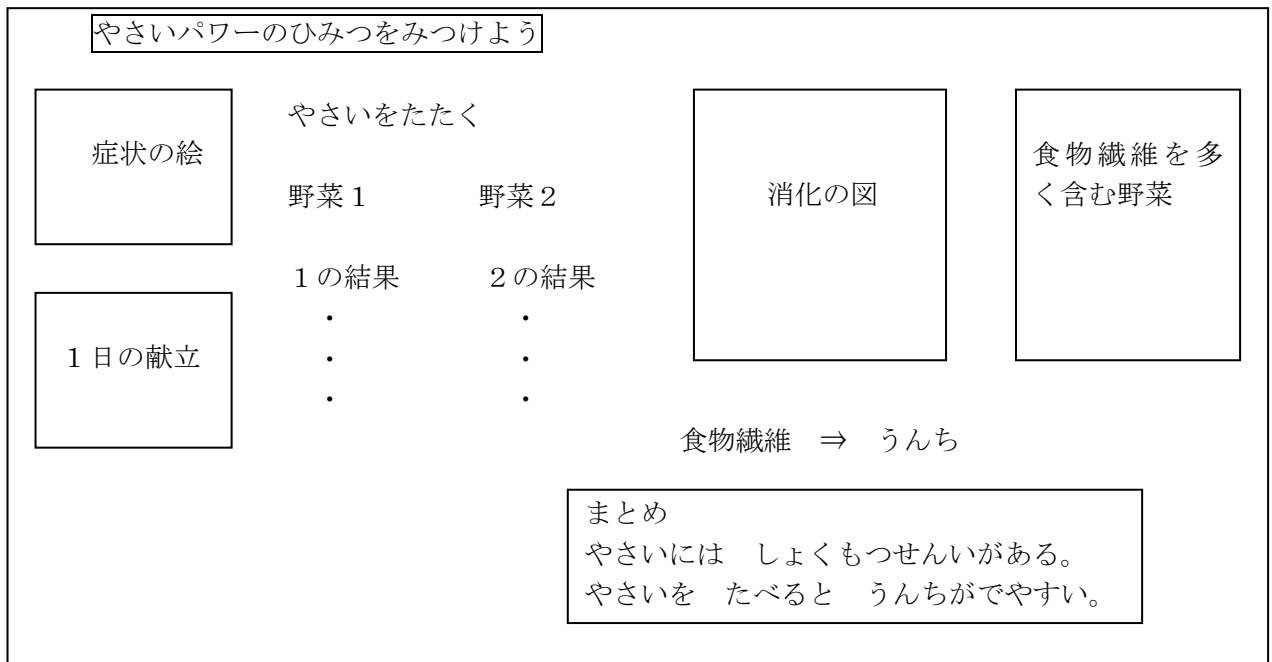 やさいパワーのひみつをみつけよう
症状の絵
1日の献立
やさいをたたく
野菜1　野菜2
1の結果　2の結果
・　・
・　・
・　・
消化の図
食物繊維を多
く含む野菜
食物繊維　⇒　うんち
まとめ
やさいには　しょくもつせんいがある。
やさいを　たべると　うんちがでやすい。